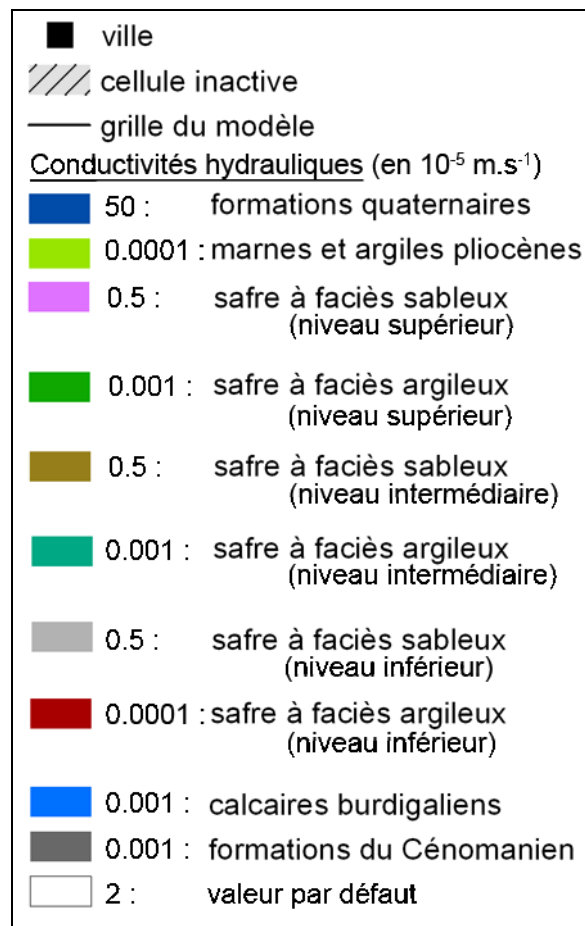 ville
cellule inactive
grille du modèle
Conductivités hydrauliques (en 10⁻⁵ m.s⁻¹)
50 : formations quaternaires
0.0001 : marnes et argiles pliocènes
0.5 : safre à faciès sableux
(niveau supérieur)
0.001 : safre à faciès argileux
(niveau supérieur)
0.5 : safre à faciès sableux
(niveau intermédiaire)
0.001 : safre à faciès argileux
(niveau intermédiaire)
0.5 : safre à faciès sableux
(niveau inférieur)
0.0001 : safre à faciès argileux
(niveau inférieur)
0.001 : calcaires burdigaliens
0.001 : formations du Cénomanien
2 : valeur par défaut